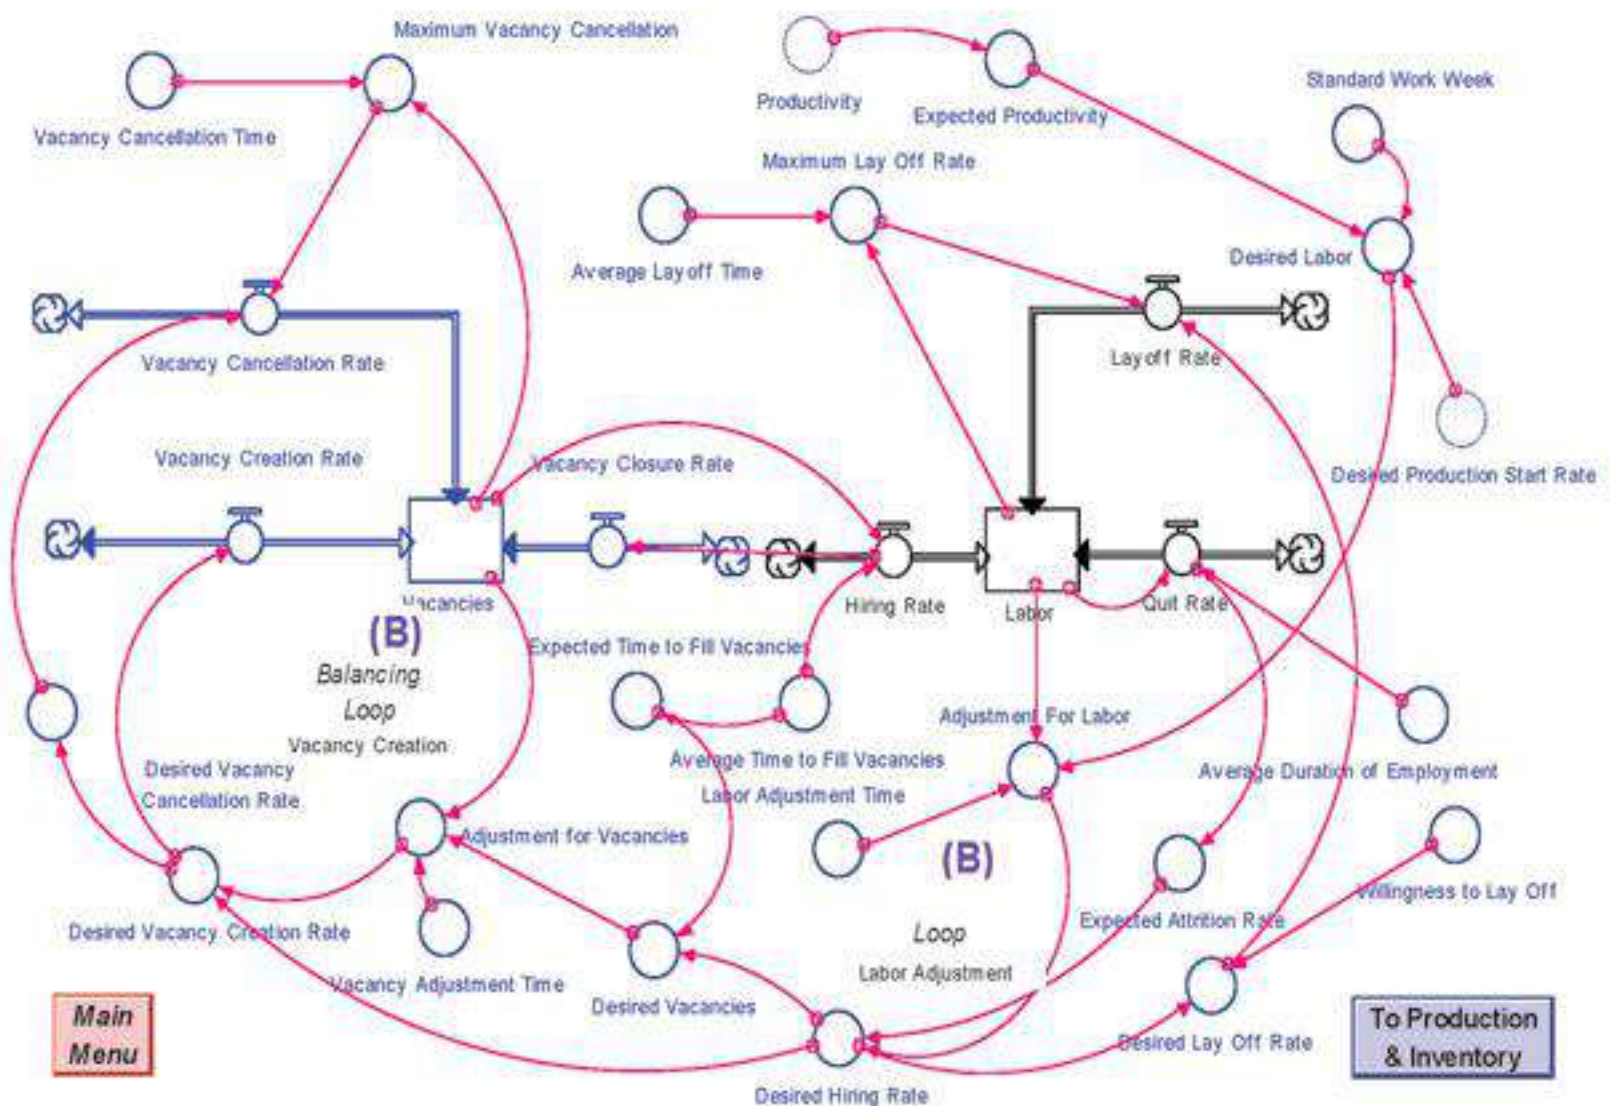 Maximum Vacancy Cancellation
Vacancy Cancellation Time
Productivity
Expected Productivity
Standard Work Week
Maximum Lay Off Rate
Average Layoff Time
Desired Labor
Vacancy Cancellation Rate
Layoff Rate
Vacancy Creation Rate
Vacancy Closure Rate
Desired Production Start Rate
Vacancies
Hiring Rate
Labor
Quit Rate
(B)
Balancing
Loop
Vacancy Creation
Expected Time to Fill Vacancies
Adjustment For Labor
Desired Vacancy
Cancellation Rate
Average Time to Fill Vacancies
Labor Adjustment Time
Average Duration of Employment
Adjustment for Vacancies
(B)
Loop
Labor Adjustment
Willingness to Lay Off
Expected Attrition Rate
Desired Vacancy Creation Rate
Vacancy Adjustment Time
Desired Vacancies
Desired Lay Off Rate
Desired Hiring Rate
Main
Menu
To Production
& Inventory